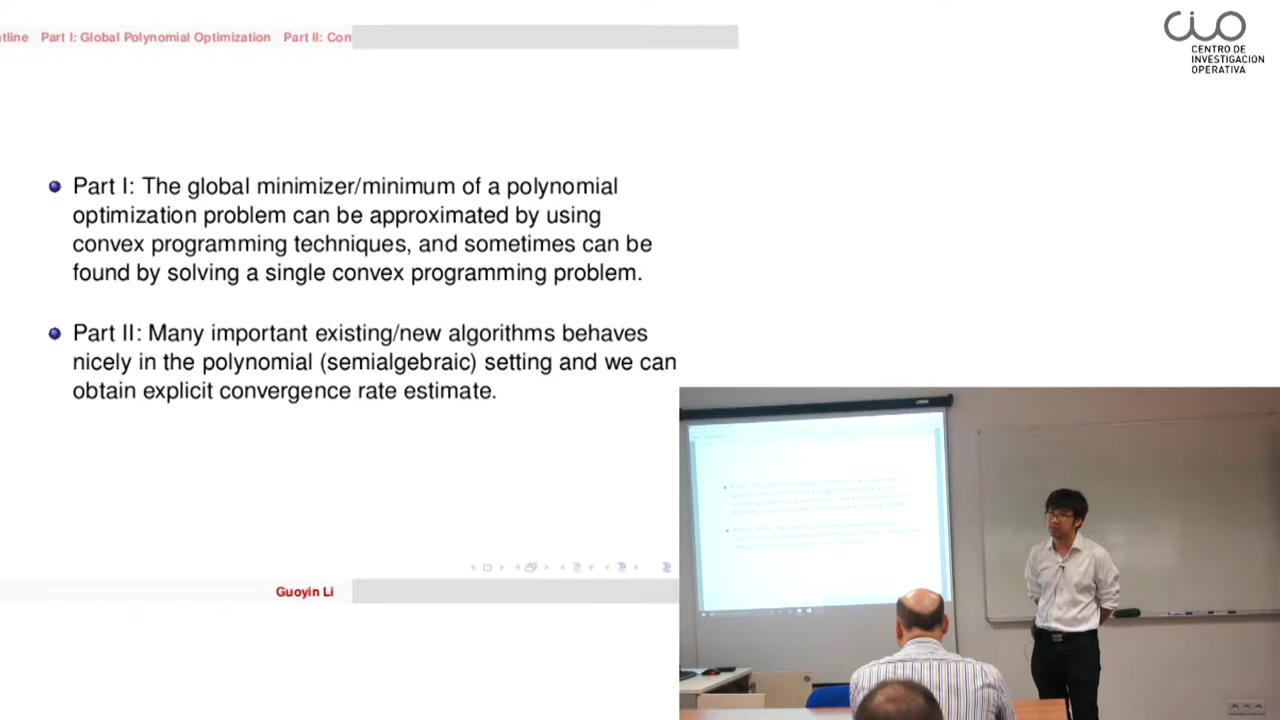 tline Part I: Global Polynomial Optimization Part II: Con
CENTRO DE
INVESTIGACION
OPERATIVA
Part I: The global minimizer/minimum of a polynomial
optimization problem can be approximated by using
convex programming techniques, and sometimes can be
found by solving a single convex programming problem.
Part II: Many important existing/new algorithms behaves
nicely in the polynomial (semialgebraic) setting and we can
obtain explicit convergence rate estimate.
Guoyin Li